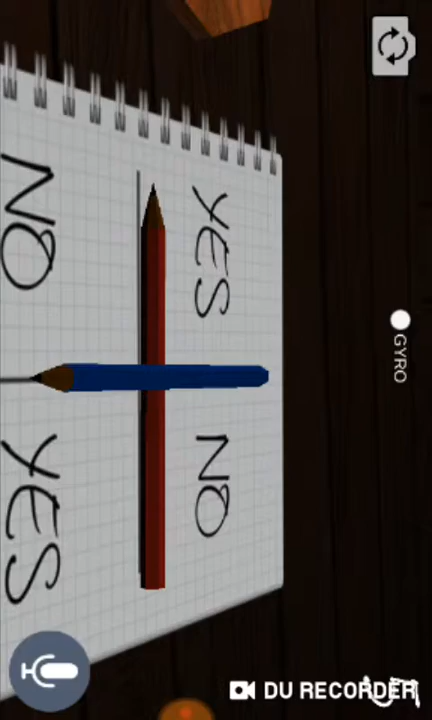 GYRO
YES NO
NO YES
DU RECORDER